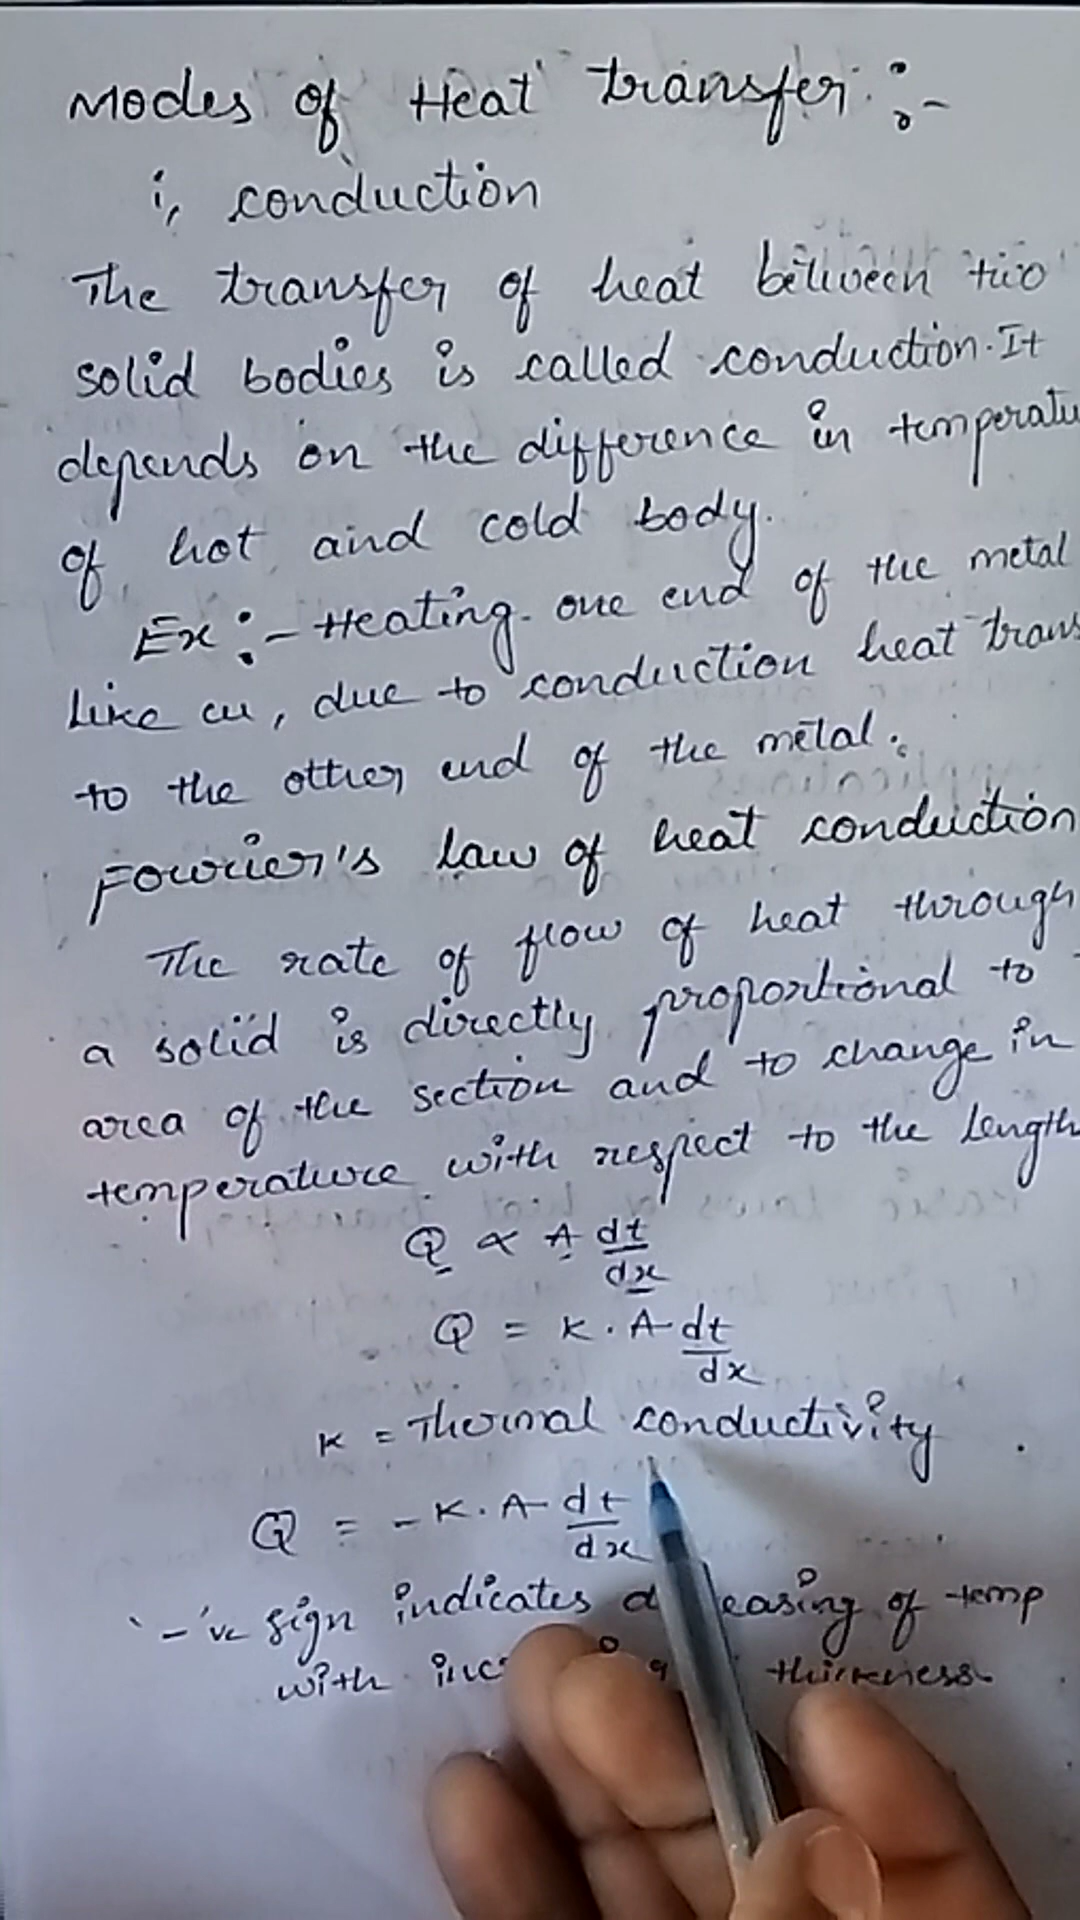 Modes of Heat transfer :-
i, conduction
The transfer of heat between two
solid bodies is called conduction. It
depends on the difference in temperatu
of hot and cold body.
Ex :- Heating one end of the metal
Like cu, due to conduction heat trans
to the other end of the metal.
Fourier's law of heat conduction
The rate of flow of heat through
a solid is directly proportional to
area of the section and to change in
temperature with respect to the length
Q ∝ A dt/dx
Q = K . A dt/dx
K = Thermal conductivity
Q = - K . A dt/dx
'-'ve sign indicates easing of temp
with thickness.